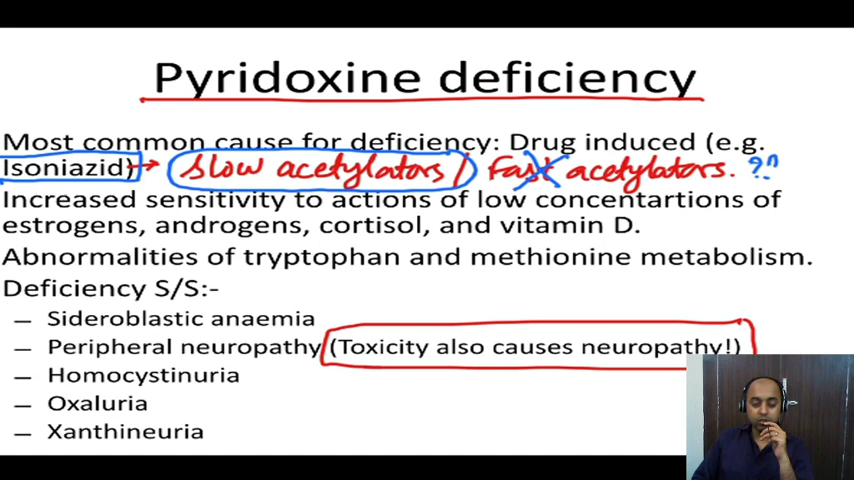 Pyridoxine deficiency
Most common cause for deficiency: Drug induced (e.g.
Isoniazid) → Slow acetylators / Fast acetylators. ??
Increased sensitivity to actions of low concentartions of
estrogens, androgens, cortisol, and vitamin D.
Abnormalities of tryptophan and methionine metabolism.
Deficiency S/S:-
– Sideroblastic anaemia
– Peripheral neuropathy (Toxicity also causes neuropathy!)
– Homocystinuria
– Oxaluria
– Xanthineuria